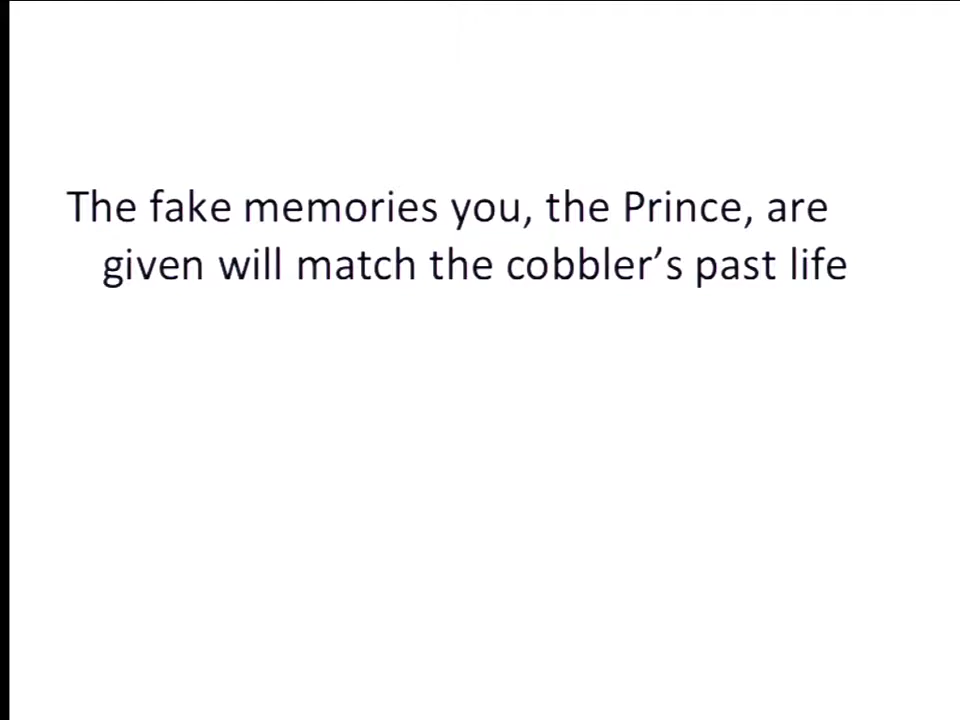 The fake memories you, the Prince, are
given will match the cobbler’s past life